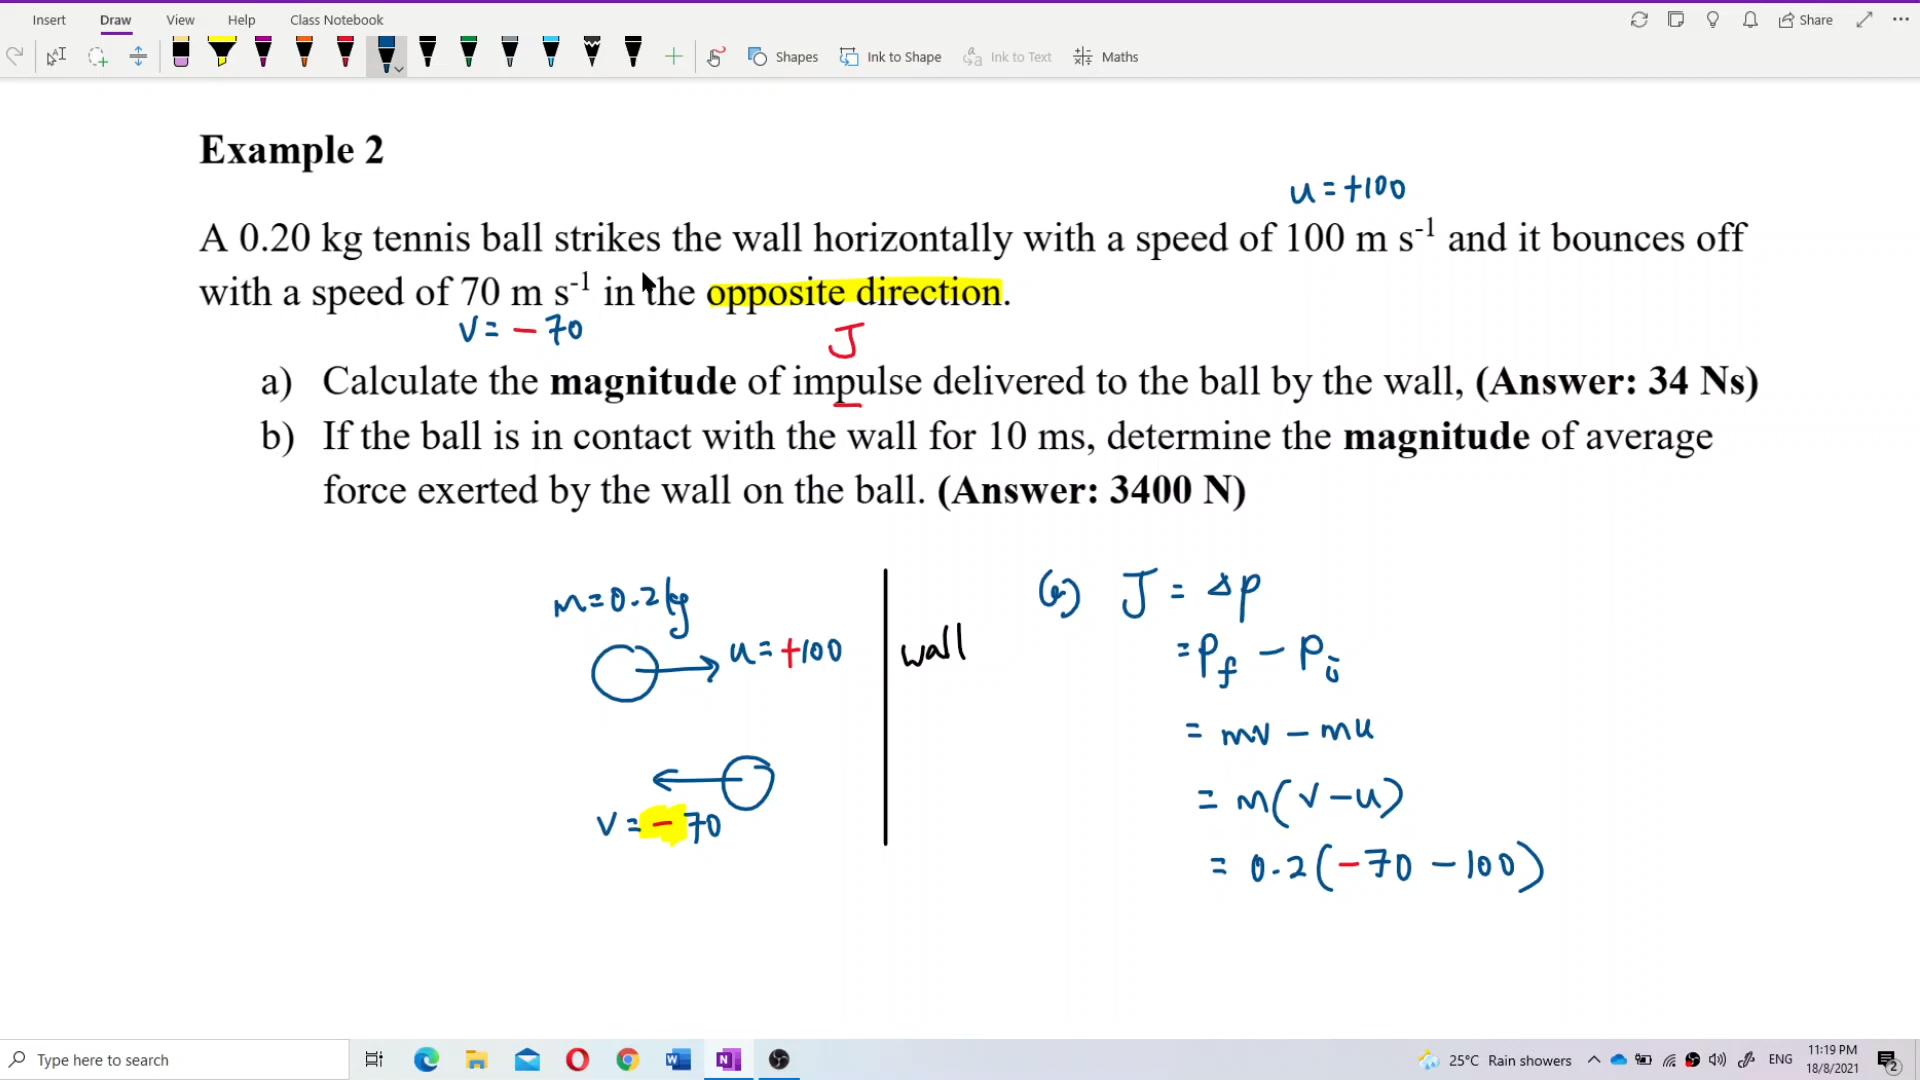 Insert Draw View Help Class Notebook Share
Shapes Ink to Shape Ink to Text Maths
Example 2
u = +100
A 0.20 kg tennis ball strikes the wall horizontally with a speed of 100 m s⁻¹ and it bounces off
with a speed of 70 m s⁻¹ in the opposite direction.
v = - 70
J
a) Calculate the magnitude of impulse delivered to the ball by the wall, (Answer: 34 Ns)
b) If the ball is in contact with the wall for 10 ms, determine the magnitude of average
force exerted by the wall on the ball. (Answer: 3400 N)
m = 0.2 kg
u = +100
wall
v = - 70
(a) J = Δp
= Pf - Pi
= mv - mu
= m(v - u)
= 0.2(-70 - 100)
Type here to search
25°C Rain showers
ENG
11:19 PM
18/8/2021
2